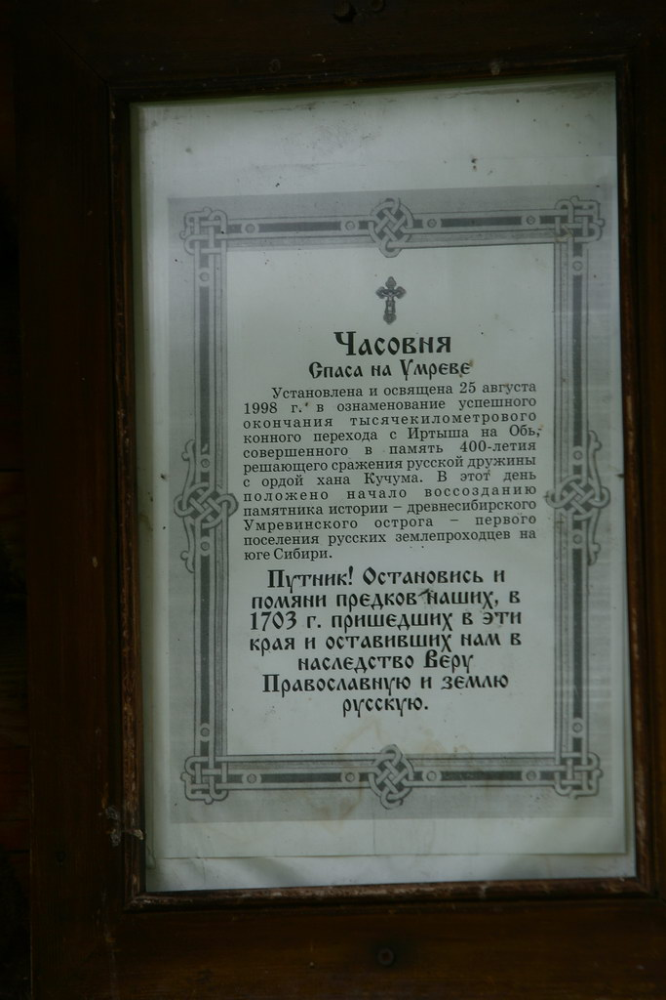 Часовня
Спаса на Умреве
Установлена и освящена 25 августа
1998 г. в ознаменование успешного
окончания тысячекилометрового
конного перехода с Иртыша на Обь,
совершенного в память 400-летия
решающего сражения русской дружины
с ордой хана Кучума. В этот день
положено начало воссозданию
памятника истории – древнесибирского
Умревинского острога – первого
поселения русских землепроходцев на
юге Сибири.
Путник! Остановись и
помяни предков наших, в
1703 г. пришедших в эти
края и оставивших нам в
наследство Веру
Православную и землю
русскую.